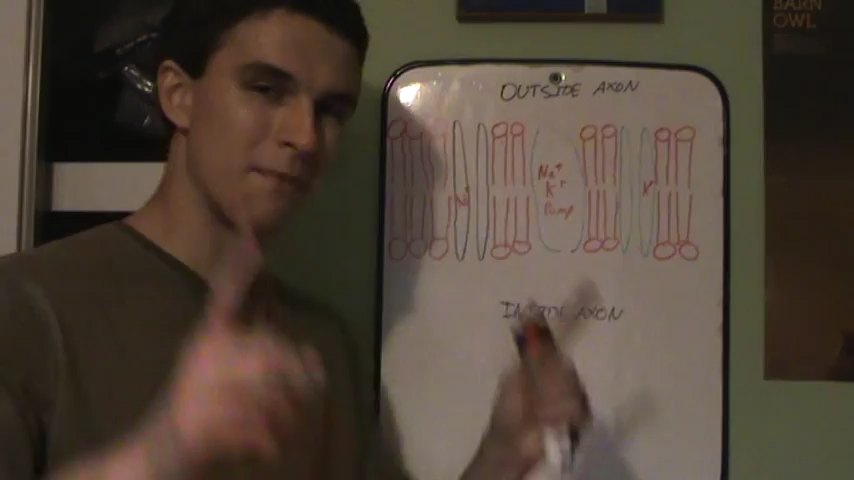 BARN
OWL
OUTSIDE AXON
Na+
K+
Pump
INSIDE AXON